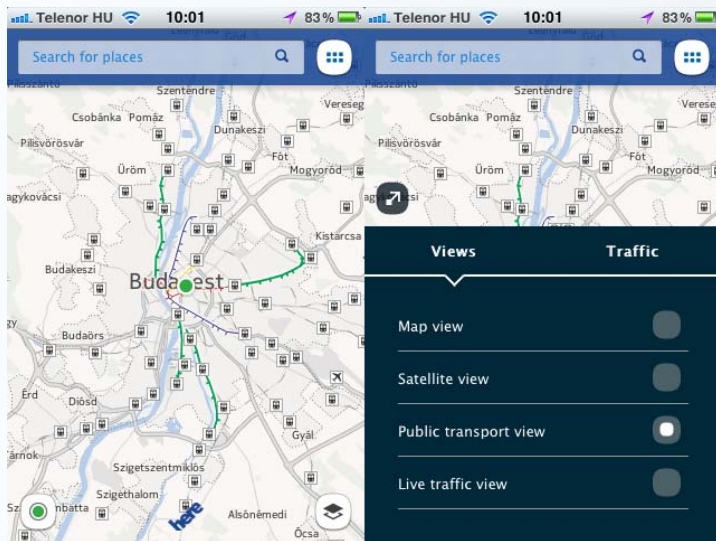 Telenor HU 10:01 83%
Search for places
Szentendre
Csobánka Pomáz
Dunakeszi
Pilisvörösvár
Fót
Üröm
Mogyoród
Kistarcsa
Budakeszi
Budapest
Budaörs
Érd
Diósd
Gyál
Szigetszentmiklós
Szigethalom
here
Alsónémedi
Ócsa
Telenor HU 10:01 83%
Search for places
Szentendre
Csobánka Pomáz
Dunakeszi
Pilisvörösvár
Fót
Üröm
Mogyoród
Kistarcsa
Views Traffic
Map view
Satellite view
Public transport view
Live traffic view